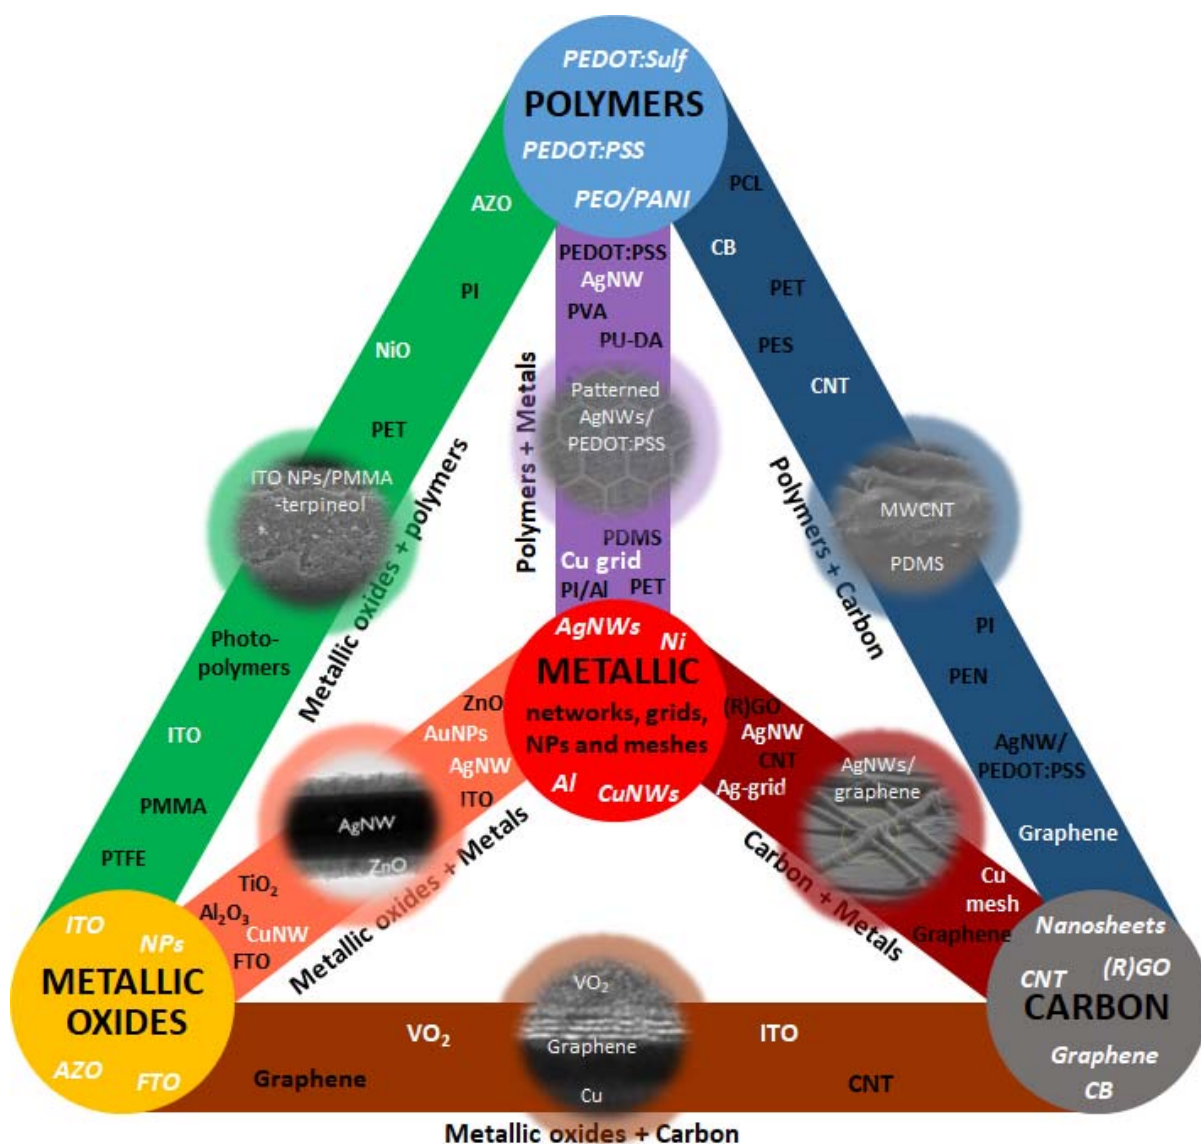 PEDOT:Sulf
POLYMERS
PEDOT:PSS
PEO/PANI
AZO
PI
NiO
PET
ITO NPs/PMMA
-terpineol
Metallic oxides + polymers
Photo-
polymers
ITO
PMMA
PTFE
PEDOT:PSS
AgNW
PVA
PU-DA
Polymers + Metals
Patterned
AgNWs/
PEDOT:PSS
PDMS
Cu grid
PI/Al
PET
PCL
CB
PET
PES
CNT
Polymers + Carbon
MWCNT
PDMS
PI
PEN
AgNW/
PEDOT:PSS
Graphene
AgNWs
Ni
METALLIC
networks, grids,
NPs and meshes
Al
CuNWs
ZnO
AuNPs
AgNW
ITO
AgNW
ZnO
Metallic oxides + Metals
TiO₂
Al₂O₃
CuNW
FTO
(R)GO
AgNW
CNT
Ag-grid
AgNWs/
graphene
Carbon + Metals
Cu
mesh
Graphene
ITO
NPs
METALLIC
OXIDES
AZO
FTO
VO₂
Graphene
VO₂
Graphene
Cu
ITO
CNT
Metallic oxides + Carbon
Nanosheets
CNT
(R)GO
CARBON
Graphene
CB